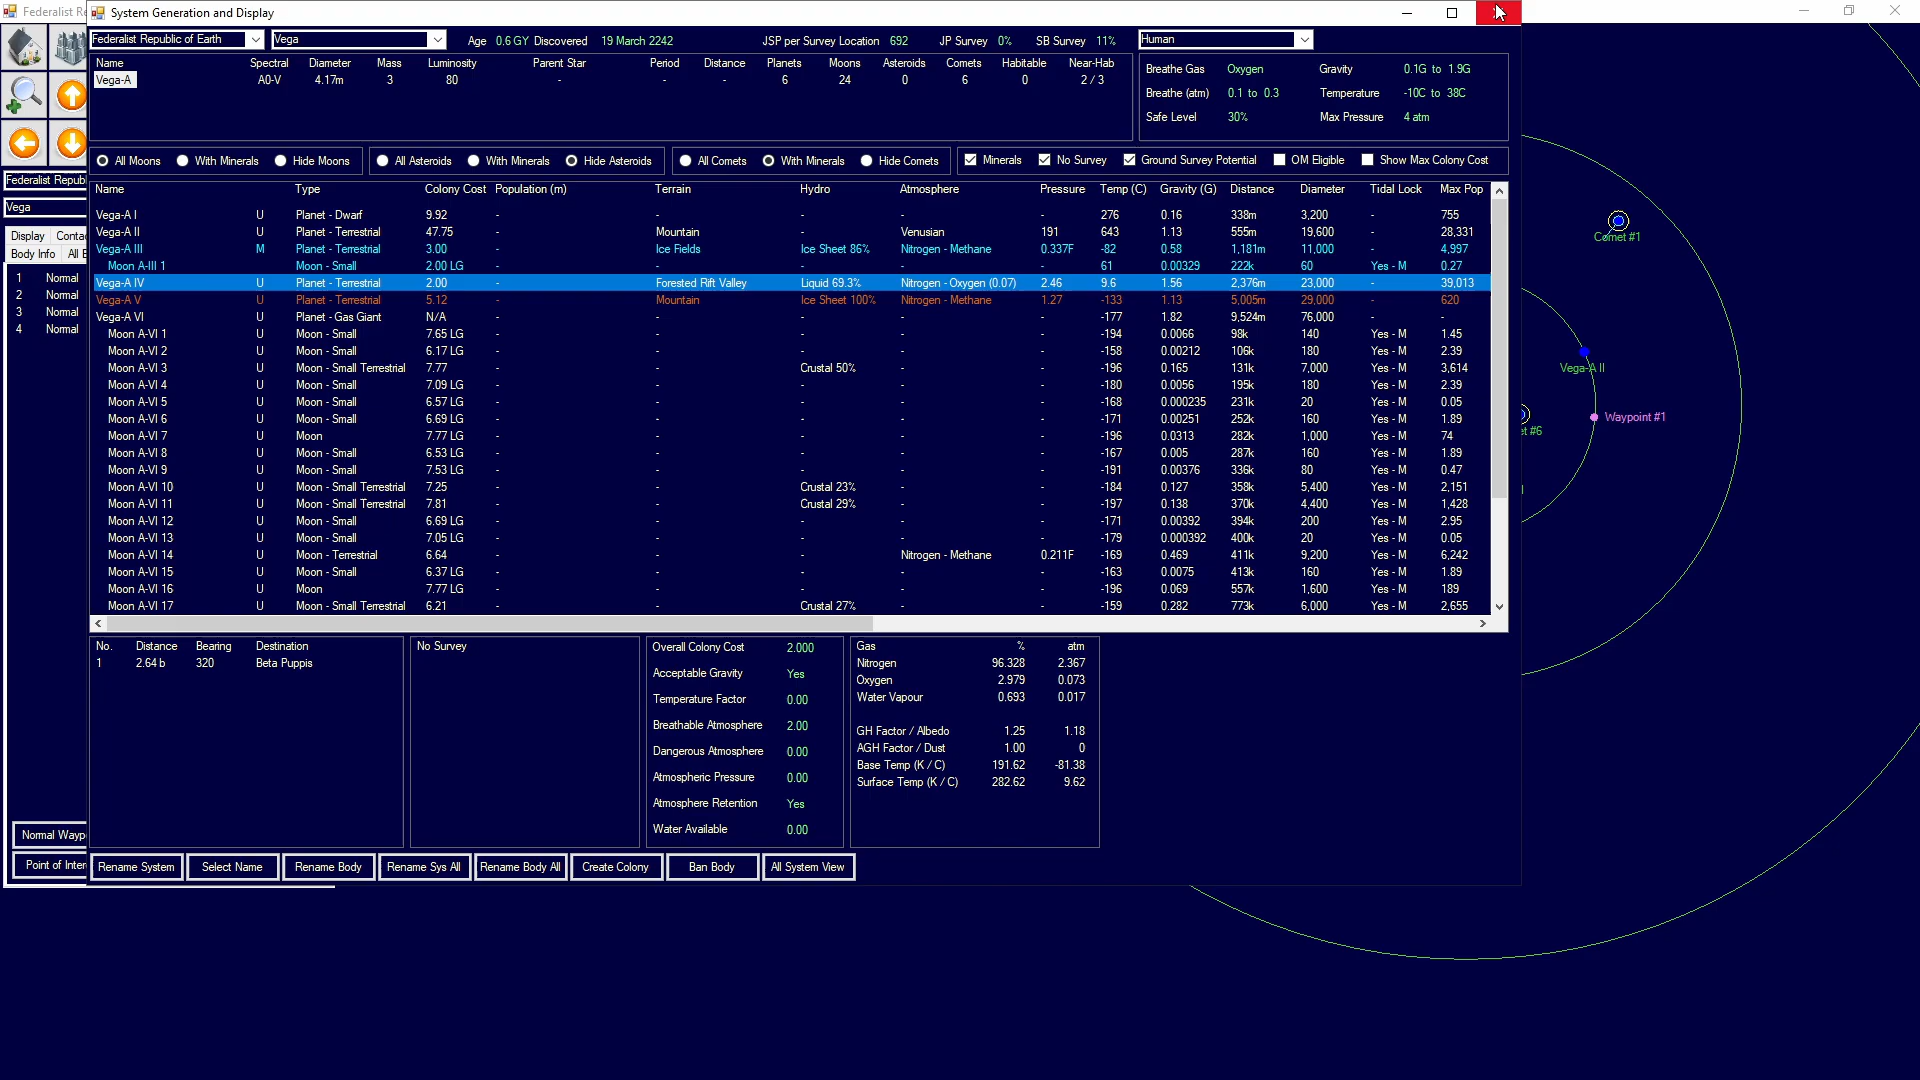 Federalist Re
System Generation and Display
Federalist Republic of Earth Vega Age 0.6 GY Discovered 19 March 2242 JSP per Survey Location 692 JP Survey 0% SB Survey 11% Human
Name Spectral Diameter Mass Luminosity Parent Star Period Distance Planets Moons Asteroids Comets Habitable Near-Hab
Vega-A A0-V 4.17m 3 80 - - - 6 24 0 6 0 2 / 3
Breathe Gas Oxygen Gravity 0.1G to 1.9G
Breathe (atm) 0.1 to 0.3 Temperature -10C to 38C
Safe Level 30% Max Pressure 4 atm
All Moons With Minerals Hide Moons All Asteroids With Minerals Hide Asteroids All Comets With Minerals Hide Comets Minerals No Survey Ground Survey Potential OM Eligible Show Max Colony Cost
Name Type Colony Cost Population (m) Terrain Hydro Atmosphere Pressure Temp (C) Gravity (G) Distance Diameter Tidal Lock Max Pop
Vega-A I U Planet - Dwarf 9.92 - - - - - 276 0.16 338m 3,200 - 755
Vega-A II U Planet - Terrestrial 47.75 - Mountain - Venusian 191 643 1.13 555m 19,600 - 28,331
Vega-A III M Planet - Terrestrial 3.00 - Ice Fields Ice Sheet 86% Nitrogen - Methane 0.337F -82 0.58 1,181m 11,000 - 4,997
Moon A-III 1 Moon - Small 2.00 LG - - - - - 61 0.00329 222k 60 Yes - M 0.27
Vega-A IV U Planet - Terrestrial 2.00 - Forested Rift Valley Liquid 69.3% Nitrogen - Oxygen (0.07) 2.46 9.6 1.56 2,376m 23,000 - 39,013
Vega-A V U Planet - Terrestrial 5.12 - Mountain Ice Sheet 100% Nitrogen - Methane 1.27 -133 1.13 5,005m 29,000 - 620
Vega-A VI U Planet - Gas Giant N/A - - - - - -177 1.82 9,524m 76,000 - -
Moon A-VI 1 U Moon - Small 7.65 LG - - - - - -194 0.0066 98k 140 Yes - M 1.45
Moon A-VI 2 U Moon - Small 6.17 LG - - - - - -158 0.00212 106k 180 Yes - M 2.39
Moon A-VI 3 U Moon - Small Terrestrial 7.77 - - Crustal 50% - - -196 0.165 131k 7,000 Yes - M 3,614
Moon A-VI 4 U Moon - Small 7.09 LG - - - - - -180 0.0056 195k 180 Yes - M 2.39
Moon A-VI 5 U Moon - Small 6.57 LG - - - - - -168 0.000235 231k 20 Yes - M 0.05
Moon A-VI 6 U Moon - Small 6.69 LG - - - - - -171 0.00251 252k 160 Yes - M 1.89
Moon A-VI 7 U Moon 7.77 LG - - - - - -196 0.0313 282k 1,000 Yes - M 74
Moon A-VI 8 U Moon - Small 6.53 LG - - - - - -167 0.005 287k 160 Yes - M 1.89
Moon A-VI 9 U Moon - Small 7.53 LG - - - - - -191 0.00376 336k 80 Yes - M 0.47
Moon A-VI 10 U Moon - Small Terrestrial 7.25 - - Crustal 23% - - -184 0.127 358k 5,400 Yes - M 2,151
Moon A-VI 11 U Moon - Small Terrestrial 7.81 - - Crustal 29% - - -197 0.138 370k 4,400 Yes - M 1,428
Moon A-VI 12 U Moon - Small 6.69 LG - - - - - -171 0.00392 394k 200 Yes - M 2.95
Moon A-VI 13 U Moon - Small 7.05 LG - - - - - -179 0.000392 400k 20 Yes - M 0.05
Moon A-VI 14 U Moon - Terrestrial 6.64 - - - Nitrogen - Methane 0.211F -169 0.469 411k 9,200 Yes - M 6,242
Moon A-VI 15 U Moon - Small 6.37 LG - - - - - -163 0.0075 413k 160 Yes - M 1.89
Moon A-VI 16 U Moon 7.77 LG - - - - - -196 0.069 557k 1,600 Yes - M 189
Moon A-VI 17 U Moon - Small Terrestrial 6.21 - - Crustal 27% - - -159 0.282 773k 6,000 Yes - M 2,655
No. Distance Bearing Destination
1 2.64 b 320 Beta Puppis
No Survey
Overall Colony Cost 2.000
Acceptable Gravity Yes
Temperature Factor 0.00
Breathable Atmosphere 2.00
Dangerous Atmosphere 0.00
Atmospheric Pressure 0.00
Atmosphere Retention Yes
Water Available 0.00
Gas % atm
Nitrogen 96.328 2.367
Oxygen 2.979 0.073
Water Vapour 0.693 0.017
GH Factor / Albedo 1.25 1.18
AGH Factor / Dust 1.00 0
Base Temp (K / C) 191.62 -81.38
Surface Temp (K / C) 282.62 9.62
Rename System Select Name Rename Body Rename Sys All Rename Body All Create Colony Ban Body All System View
Federalist Republ
Vega
Display Conta
Body Info All B
1 Normal
2 Normal
3 Normal
4 Normal
Normal Wayp
Point of Inter
Comet #1
Vega-A II
Waypoint #1
et #6